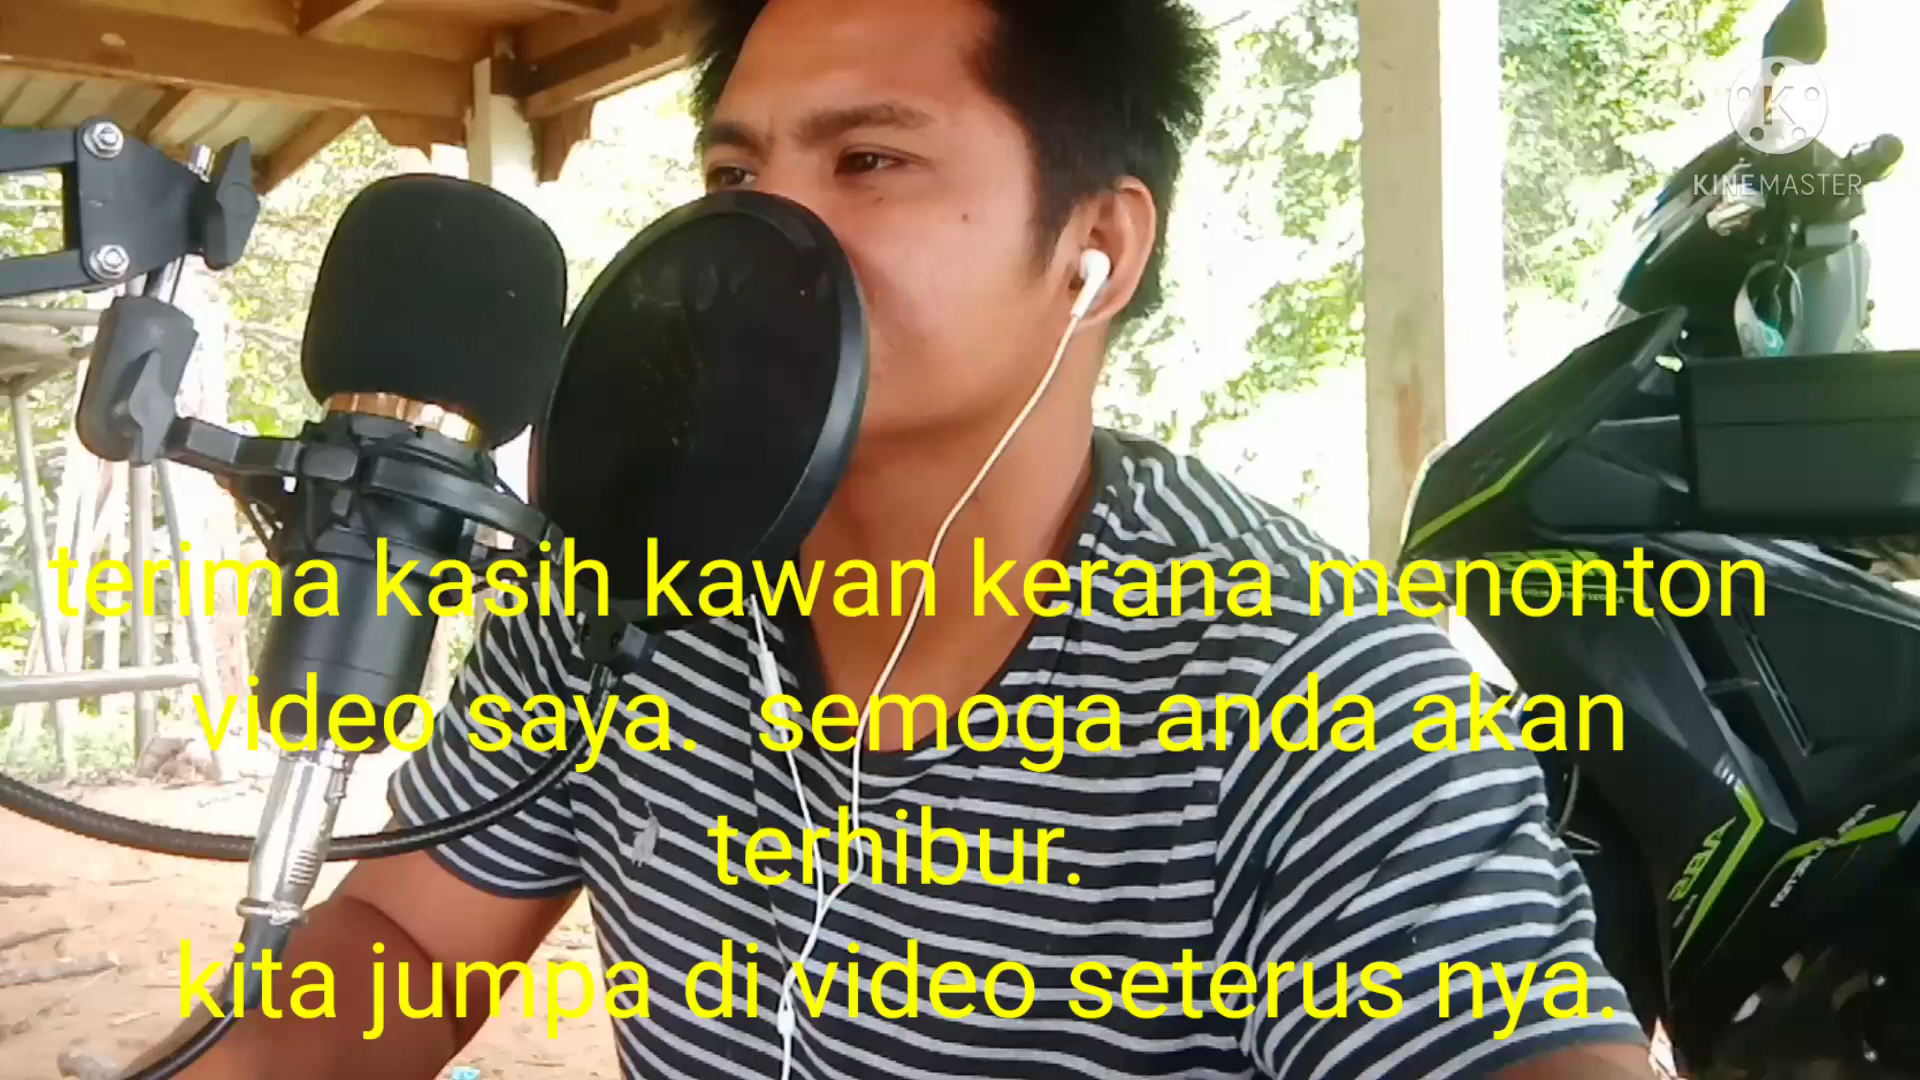 K
KINEMASTER
terima kasih kawan kerana menonton
video saya. semoga anda akan
terhibur.
kita jumpa di video seterus nya.